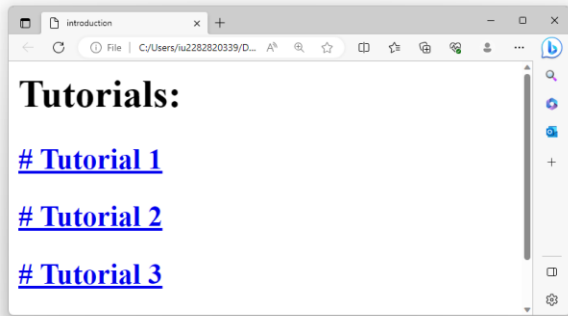 introduction
File | C:/Users/iu2282820339/D...
Tutorials:
# Tutorial 1
# Tutorial 2
# Tutorial 3